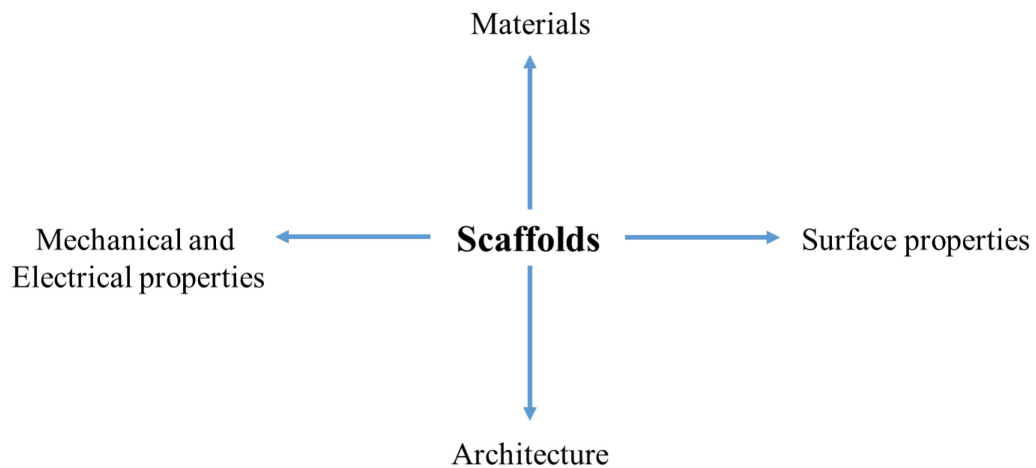 Materials
Mechanical and
Electrical properties
Scaffolds
Surface properties
Architecture